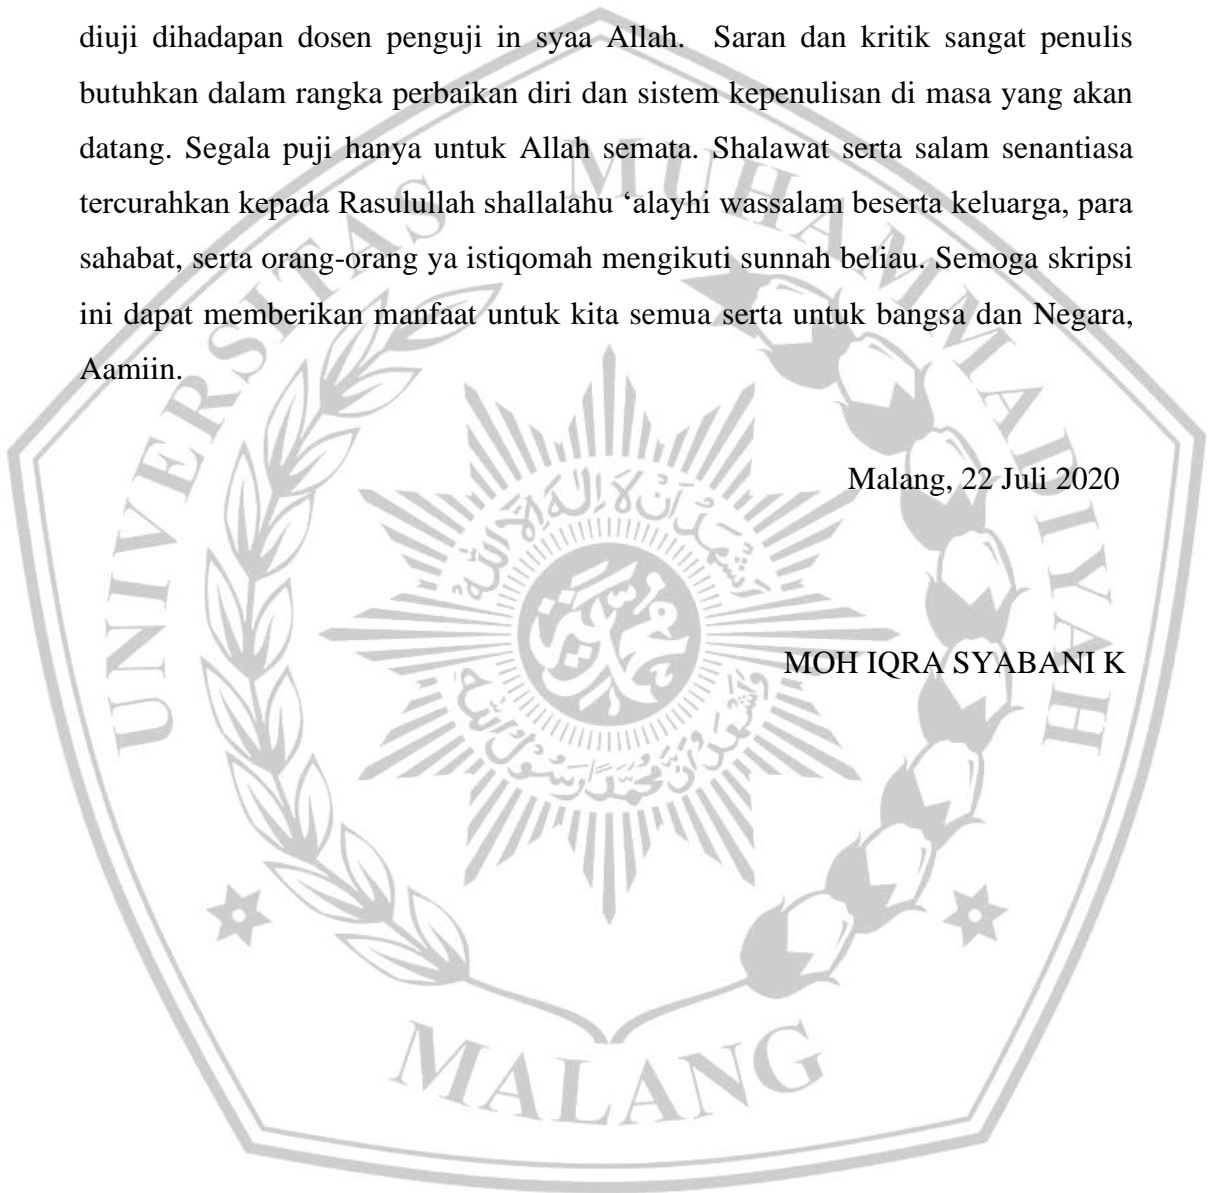 diuji dihadapan dosen penguji in syaa Allah. Saran dan kritik sangat penulis
butuhkan dalam rangka perbaikan diri dan sistem kepenulisan di masa yang akan
datang. Segala puji hanya untuk Allah semata. Shalawat serta salam senantiasa
tercurahkan kepada Rasulullah shallalahu ‘alayhi wassalam beserta keluarga, para
sahabat, serta orang-orang ya istiqomah mengikuti sunnah beliau. Semoga skripsi
ini dapat memberikan manfaat untuk kita semua serta untuk bangsa dan Negara,
Aamiin.
Malang, 22 Juli 2020
MOH IQRA SYABANI K
UNIVERSITAS MUHAMMADIYAH
MALANG